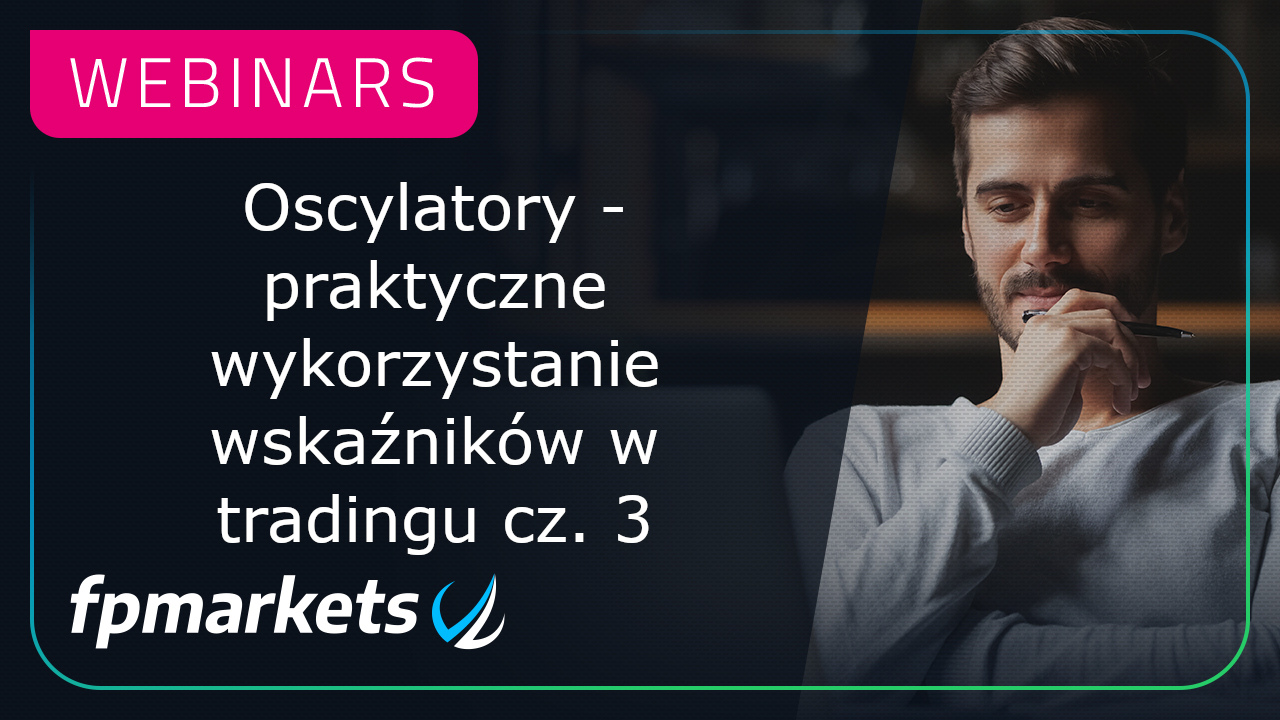 WEBINARS
Oscylatory -
praktyczne
wykorzystanie
wskaźników w
tradingu cz. 3
fpmarkets